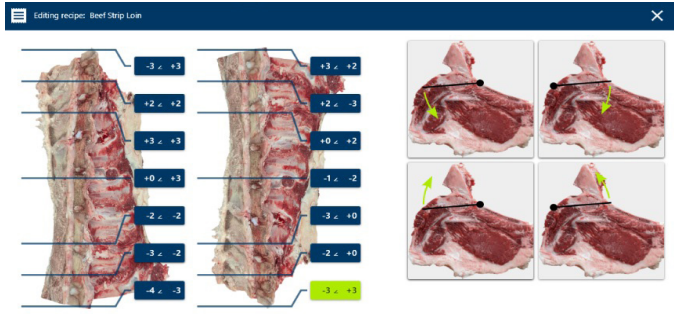 Editing recipe: Beef Strip Loin
-3 ∠ +3
+2 ∠ +2
+3 ∠ +3
+0 ∠ +3
-2 ∠ -2
-3 ∠ -2
-4 ∠ -3
+3 ∠ +2
+2 ∠ -3
+0 ∠ +2
-1 ∠ -2
-3 ∠ +0
-2 ∠ +0
-3 ∠ +3